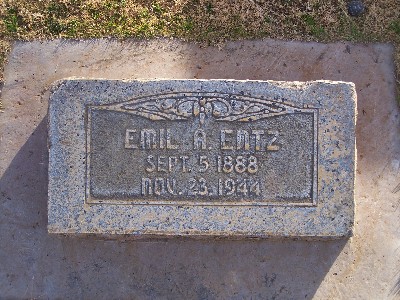 EMIL A. ENTZ
SEPT. 5 1888
NOV. 23, 1944